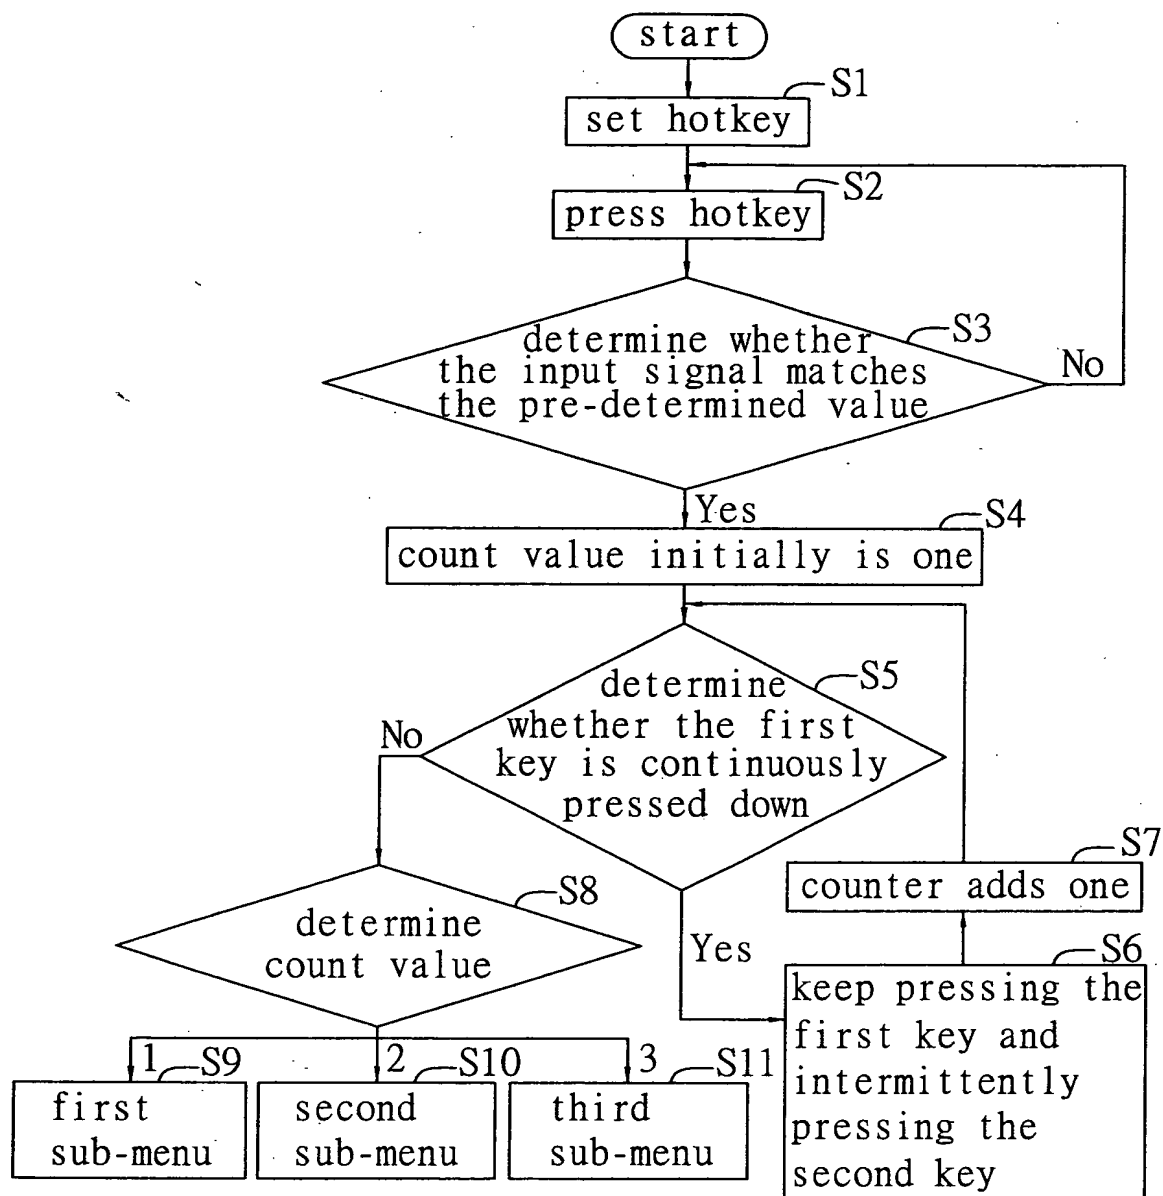 start
S1
set hotkey
S2
press hotkey
S3
determine whether
the input signal matches
the pre-determined value
No
Yes
S4
count value initially is one
S5
determine
whether the first
key is continuously
pressed down
No
Yes
S7
counter adds one
S6
keep pressing the
first key and
intermittently
pressing the
second key
S8
determine
count value
1
S9
first
sub-menu
2
S10
second
sub-menu
3
S11
third
sub-menu